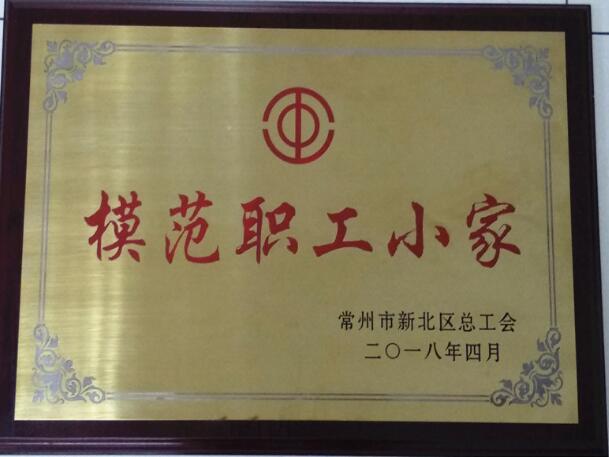 模范职工小家
常州市新北区总工会
二〇一八年四月